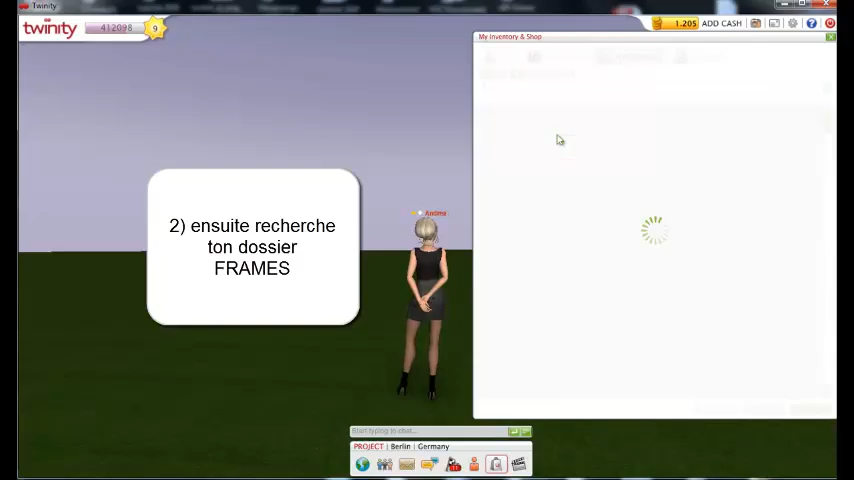 Twinity
twinity
412098
9
1.205
ADD CASH
My Inventory & Shop
2) ensuite recherche
ton dossier
FRAMES
Start typing to chat...
PROJECT | Berlin | Germany